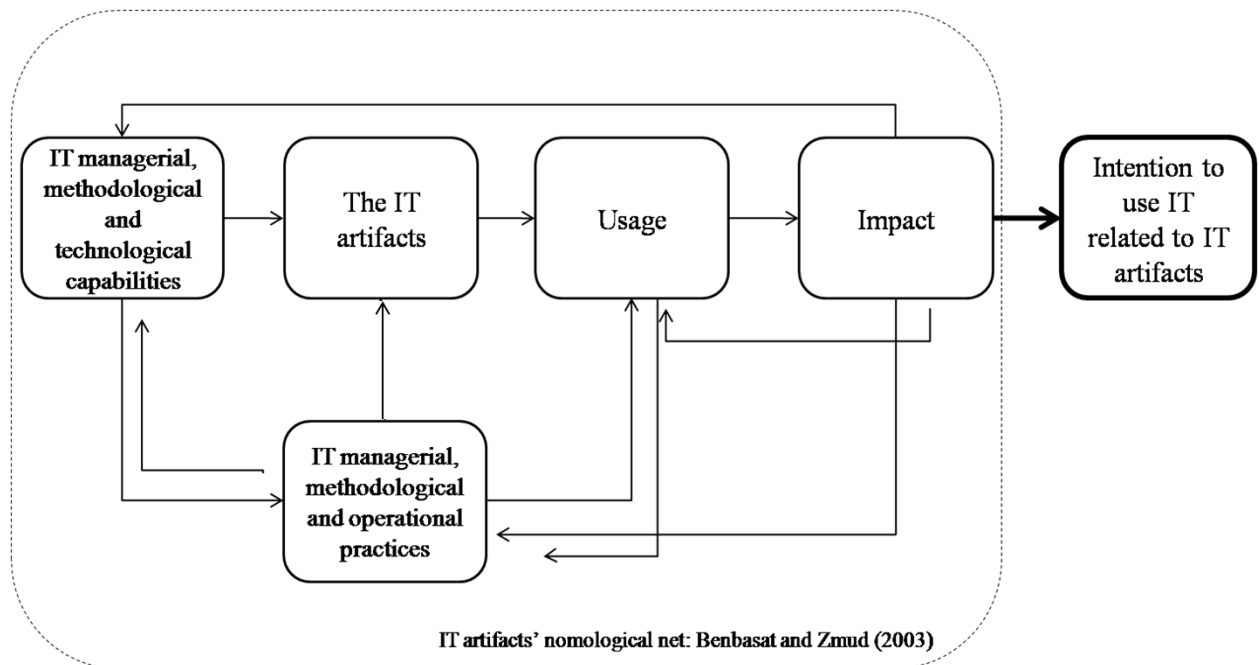 IT managerial,
methodological
and
technological
capabilities
The IT
artifacts
Usage
Impact
Intention to
use IT
related to IT
artifacts
IT managerial,
methodological
and operational
practices
IT artifacts’ nomological net: Benbasat and Zmud (2003)